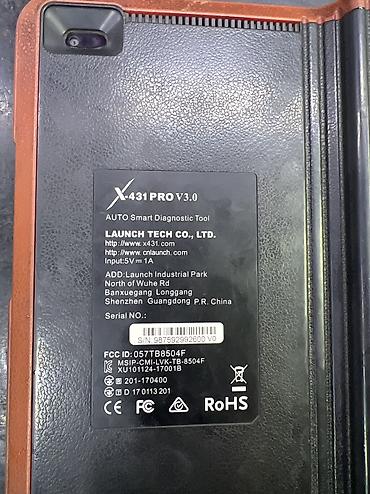 X-431 PRO V3.0
AUTO Smart Diagnostic Tool
LAUNCH TECH CO., LTD.
http://www.x431.com
http://www.cnlaunch.com
Input:5V⎓1A
ADD:Launch Industrial Park
North of Wuhe Rd
Banxuegang Longgang
Shenzhen Guangdong P.R. China
Serial NO.:
S/N 987592992600 V0
FCC ID: 057TB8504F
MSIP-CMI-LVK-TB-8504F
XU101124-17001B
R 201-170400
T D 17 0113 201
CE FC RoHS